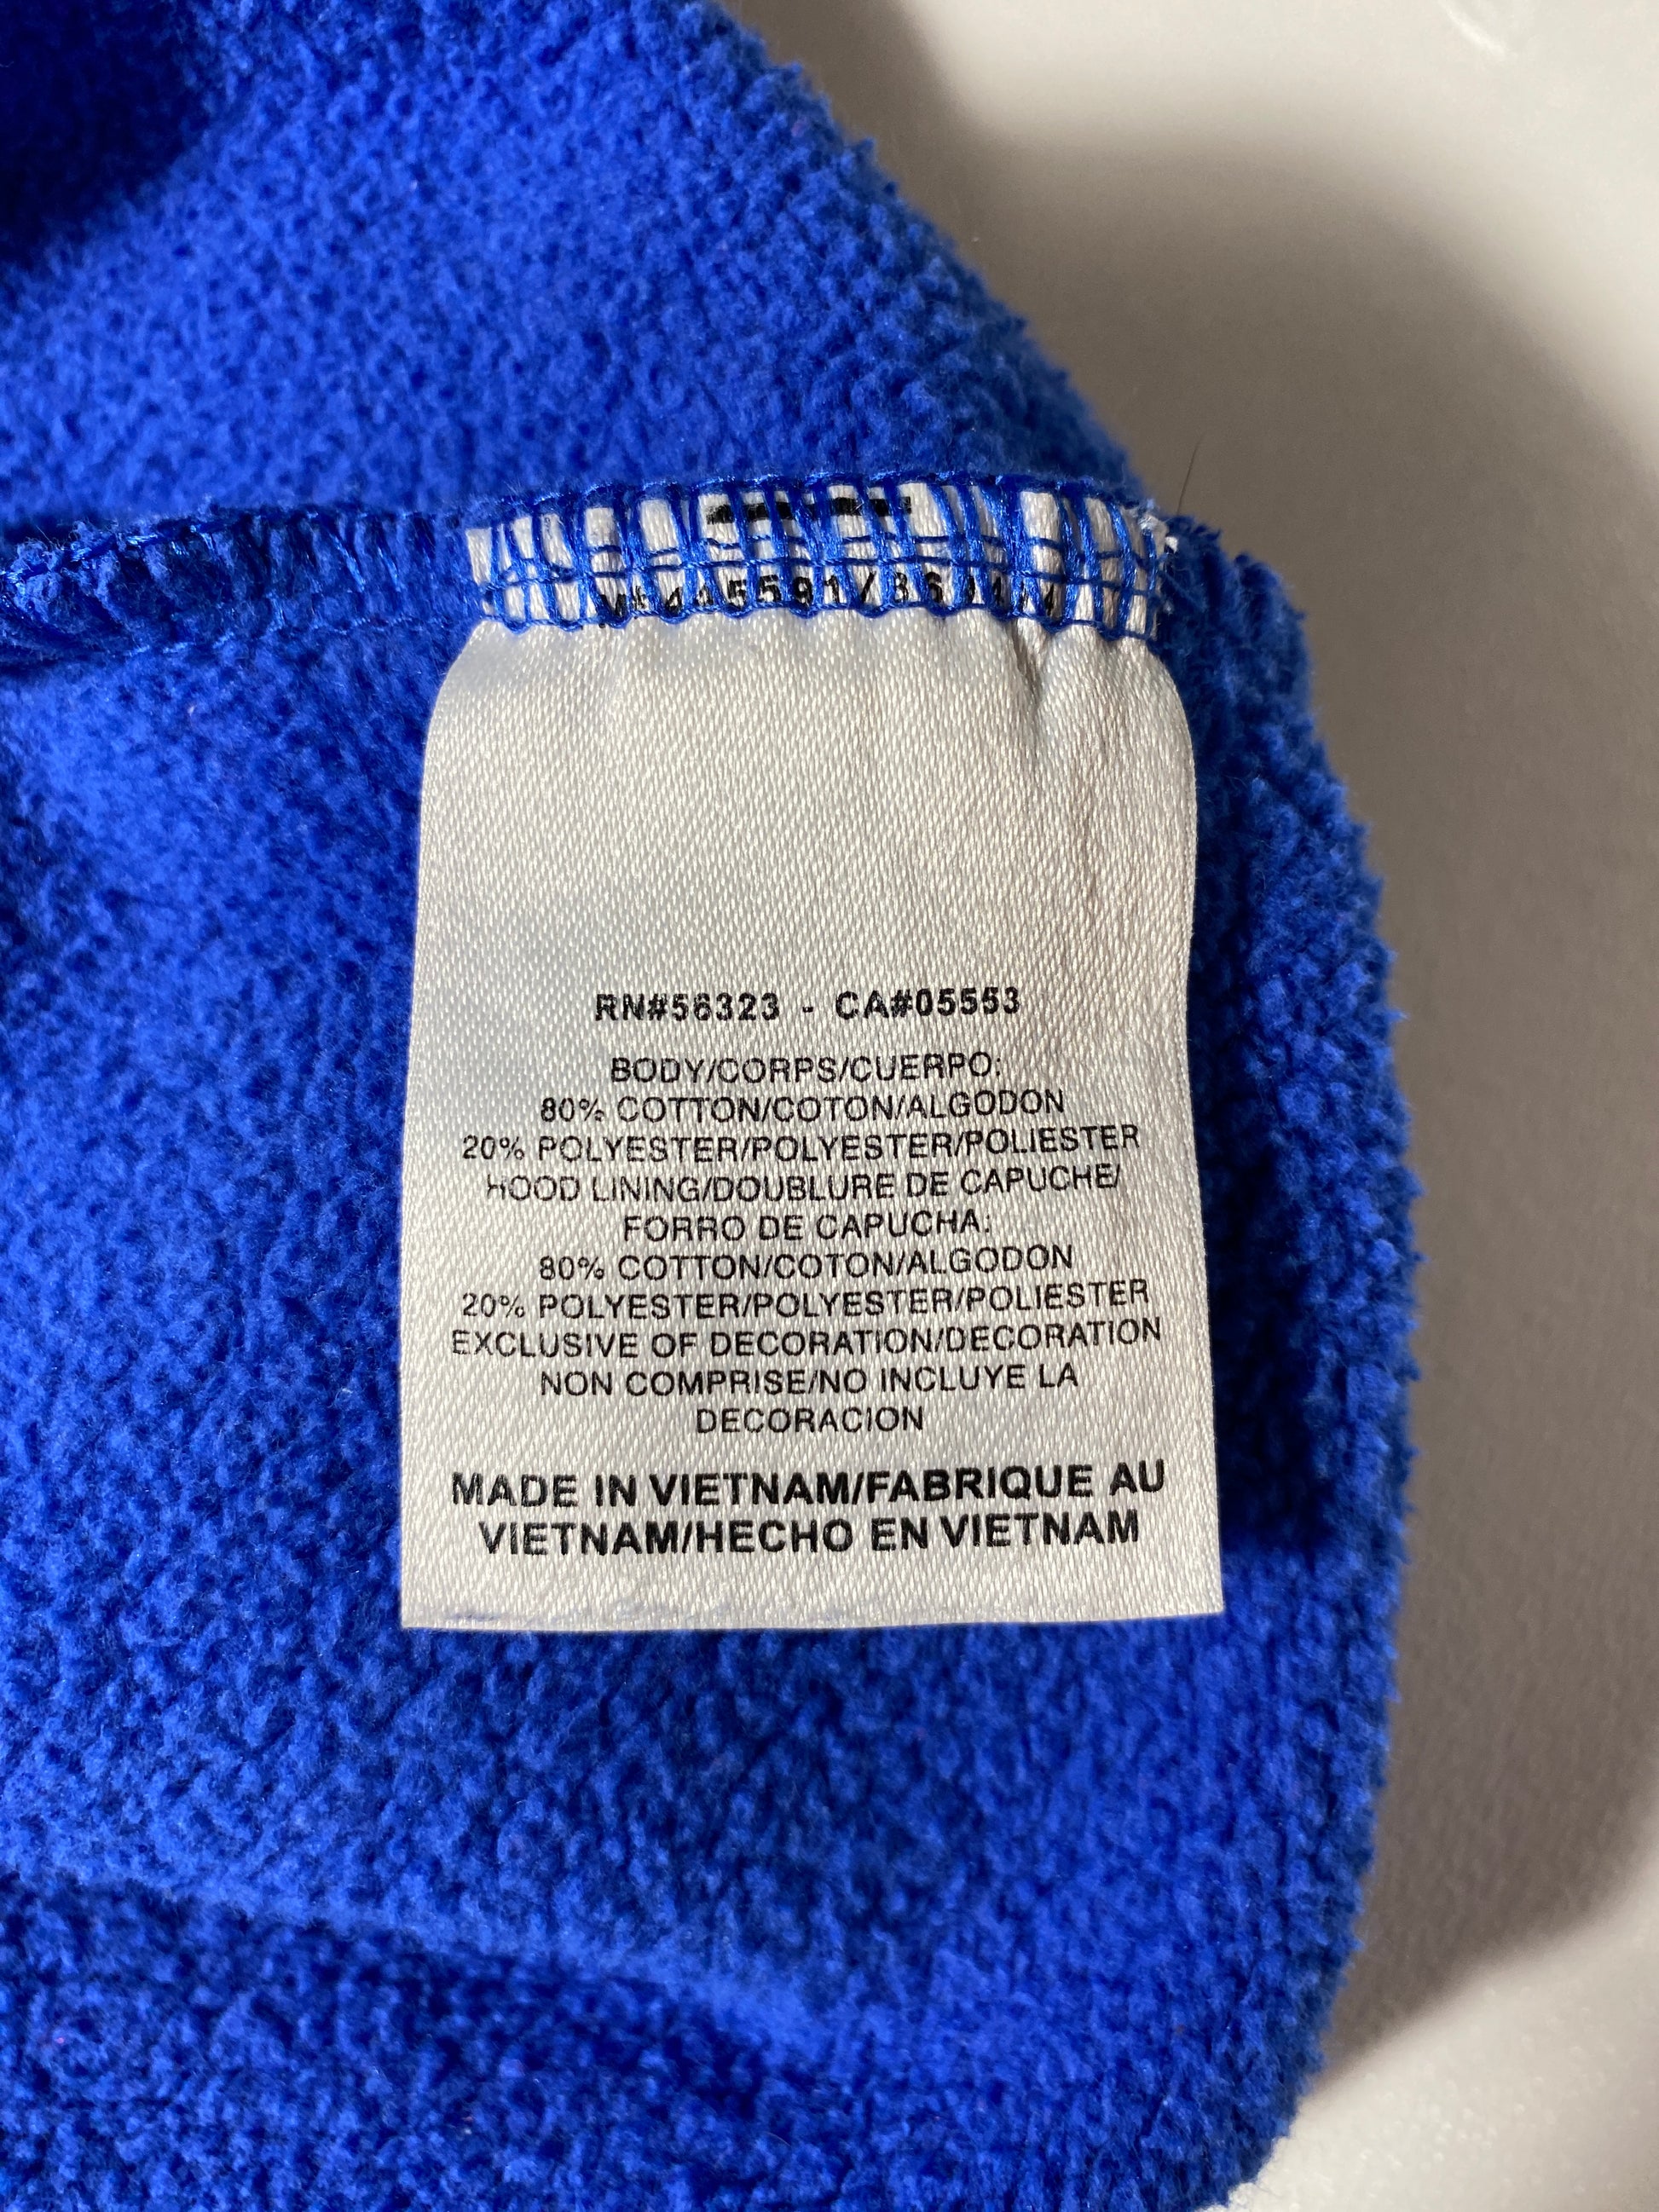 RN#56323 - CA#05553
BODY/CORPS/CUERPO:
80% COTTON/COTON/ALGODON
20% POLYESTER/POLYESTER/POLIESTER
HOOD LINING/DOUBLURE DE CAPUCHE/
FORRO DE CAPUCHA:
80% COTTON/COTON/ALGODON
20% POLYESTER/POLYESTER/POLIESTER
EXCLUSIVE OF DECORATION/DECORATION
NON COMPRISE/NO INCLUYE LA
DECORACION
MADE IN VIETNAM/FABRIQUE AU
VIETNAM/HECHO EN VIETNAM